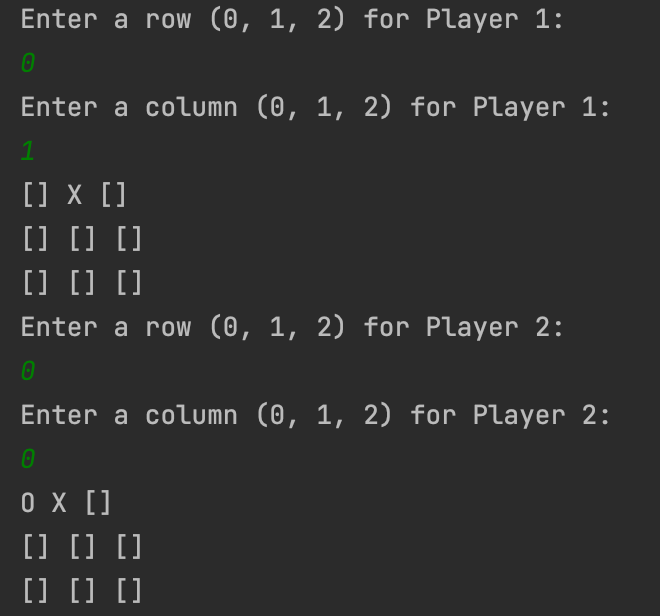 Enter a row (0, 1, 2) for Player 1:
0
Enter a column (0, 1, 2) for Player 1:
1
[] X []
[] [] []
[] [] []
Enter a row (0, 1, 2) for Player 2:
0
Enter a column (0, 1, 2) for Player 2:
0
O X []
[] [] []
[] [] []